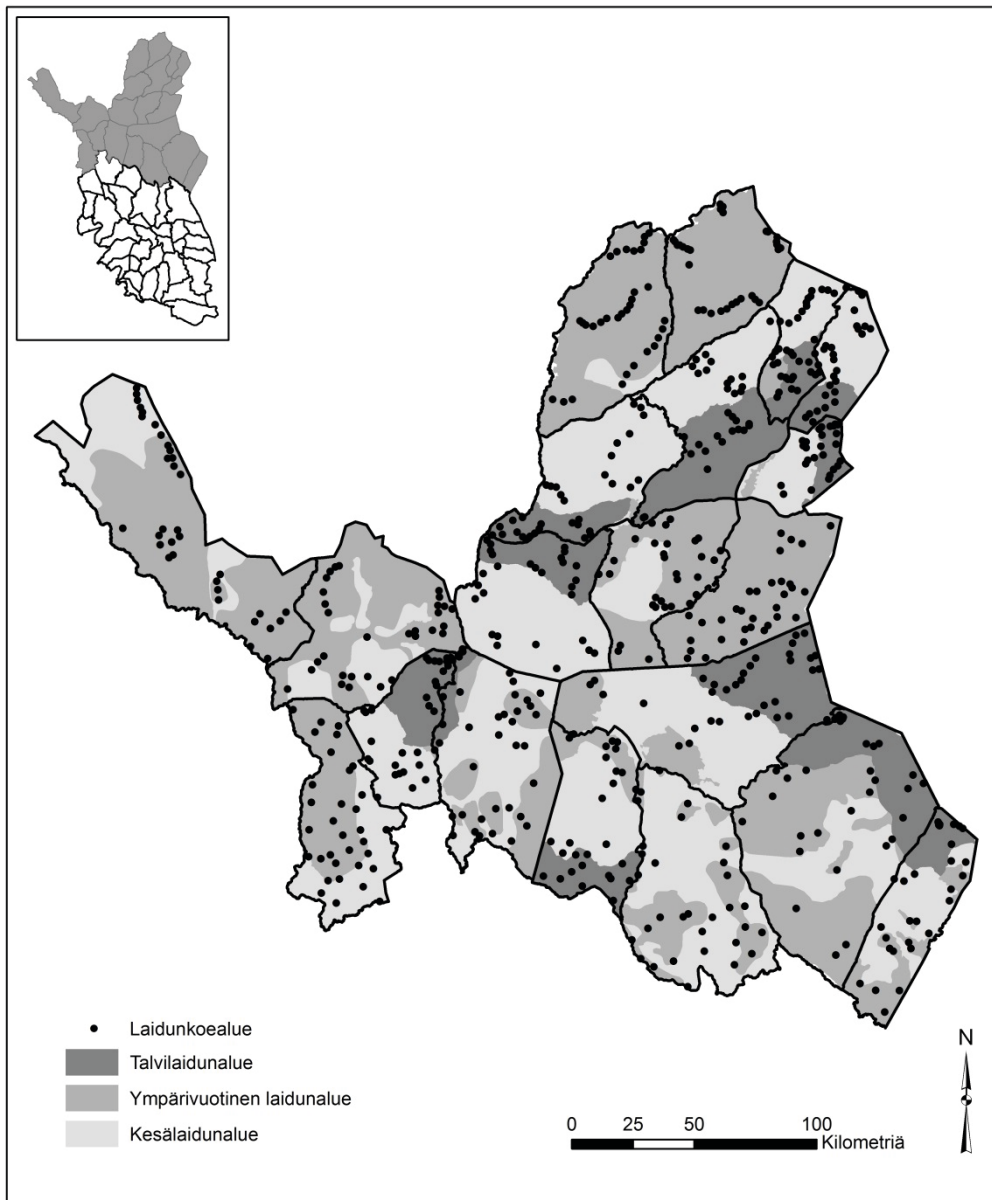 Laidunkoealue
Talvilaidunalue
Ympärivuotinen laidunalue
Kesälaidunalue
N
0 25 50 100
Kilometriä